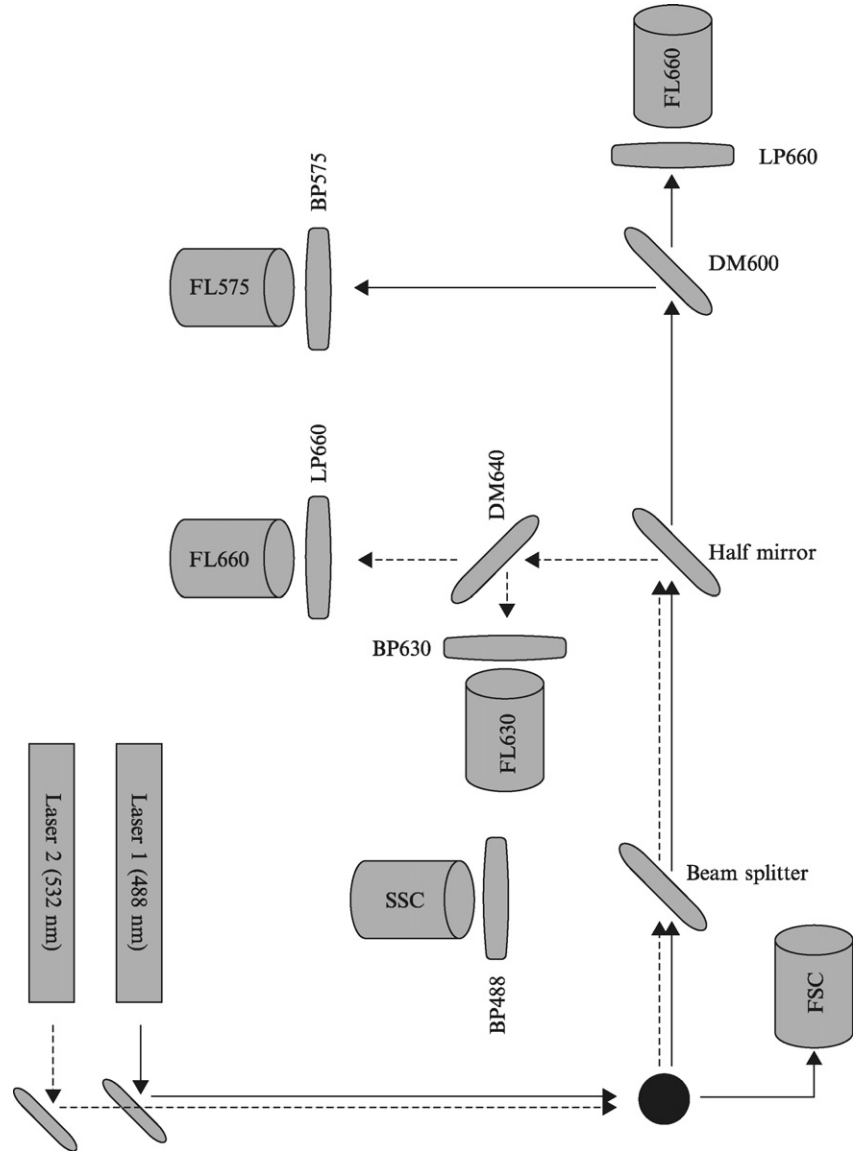 FL660
LP660
BP575
DM600
FL575
LP660
DM640
FL660
Half mirror
BP630
FL630
Laser 2 (532 nm)
Laser 1 (488 nm)
SSC
Beam splitter
BP488
FSC